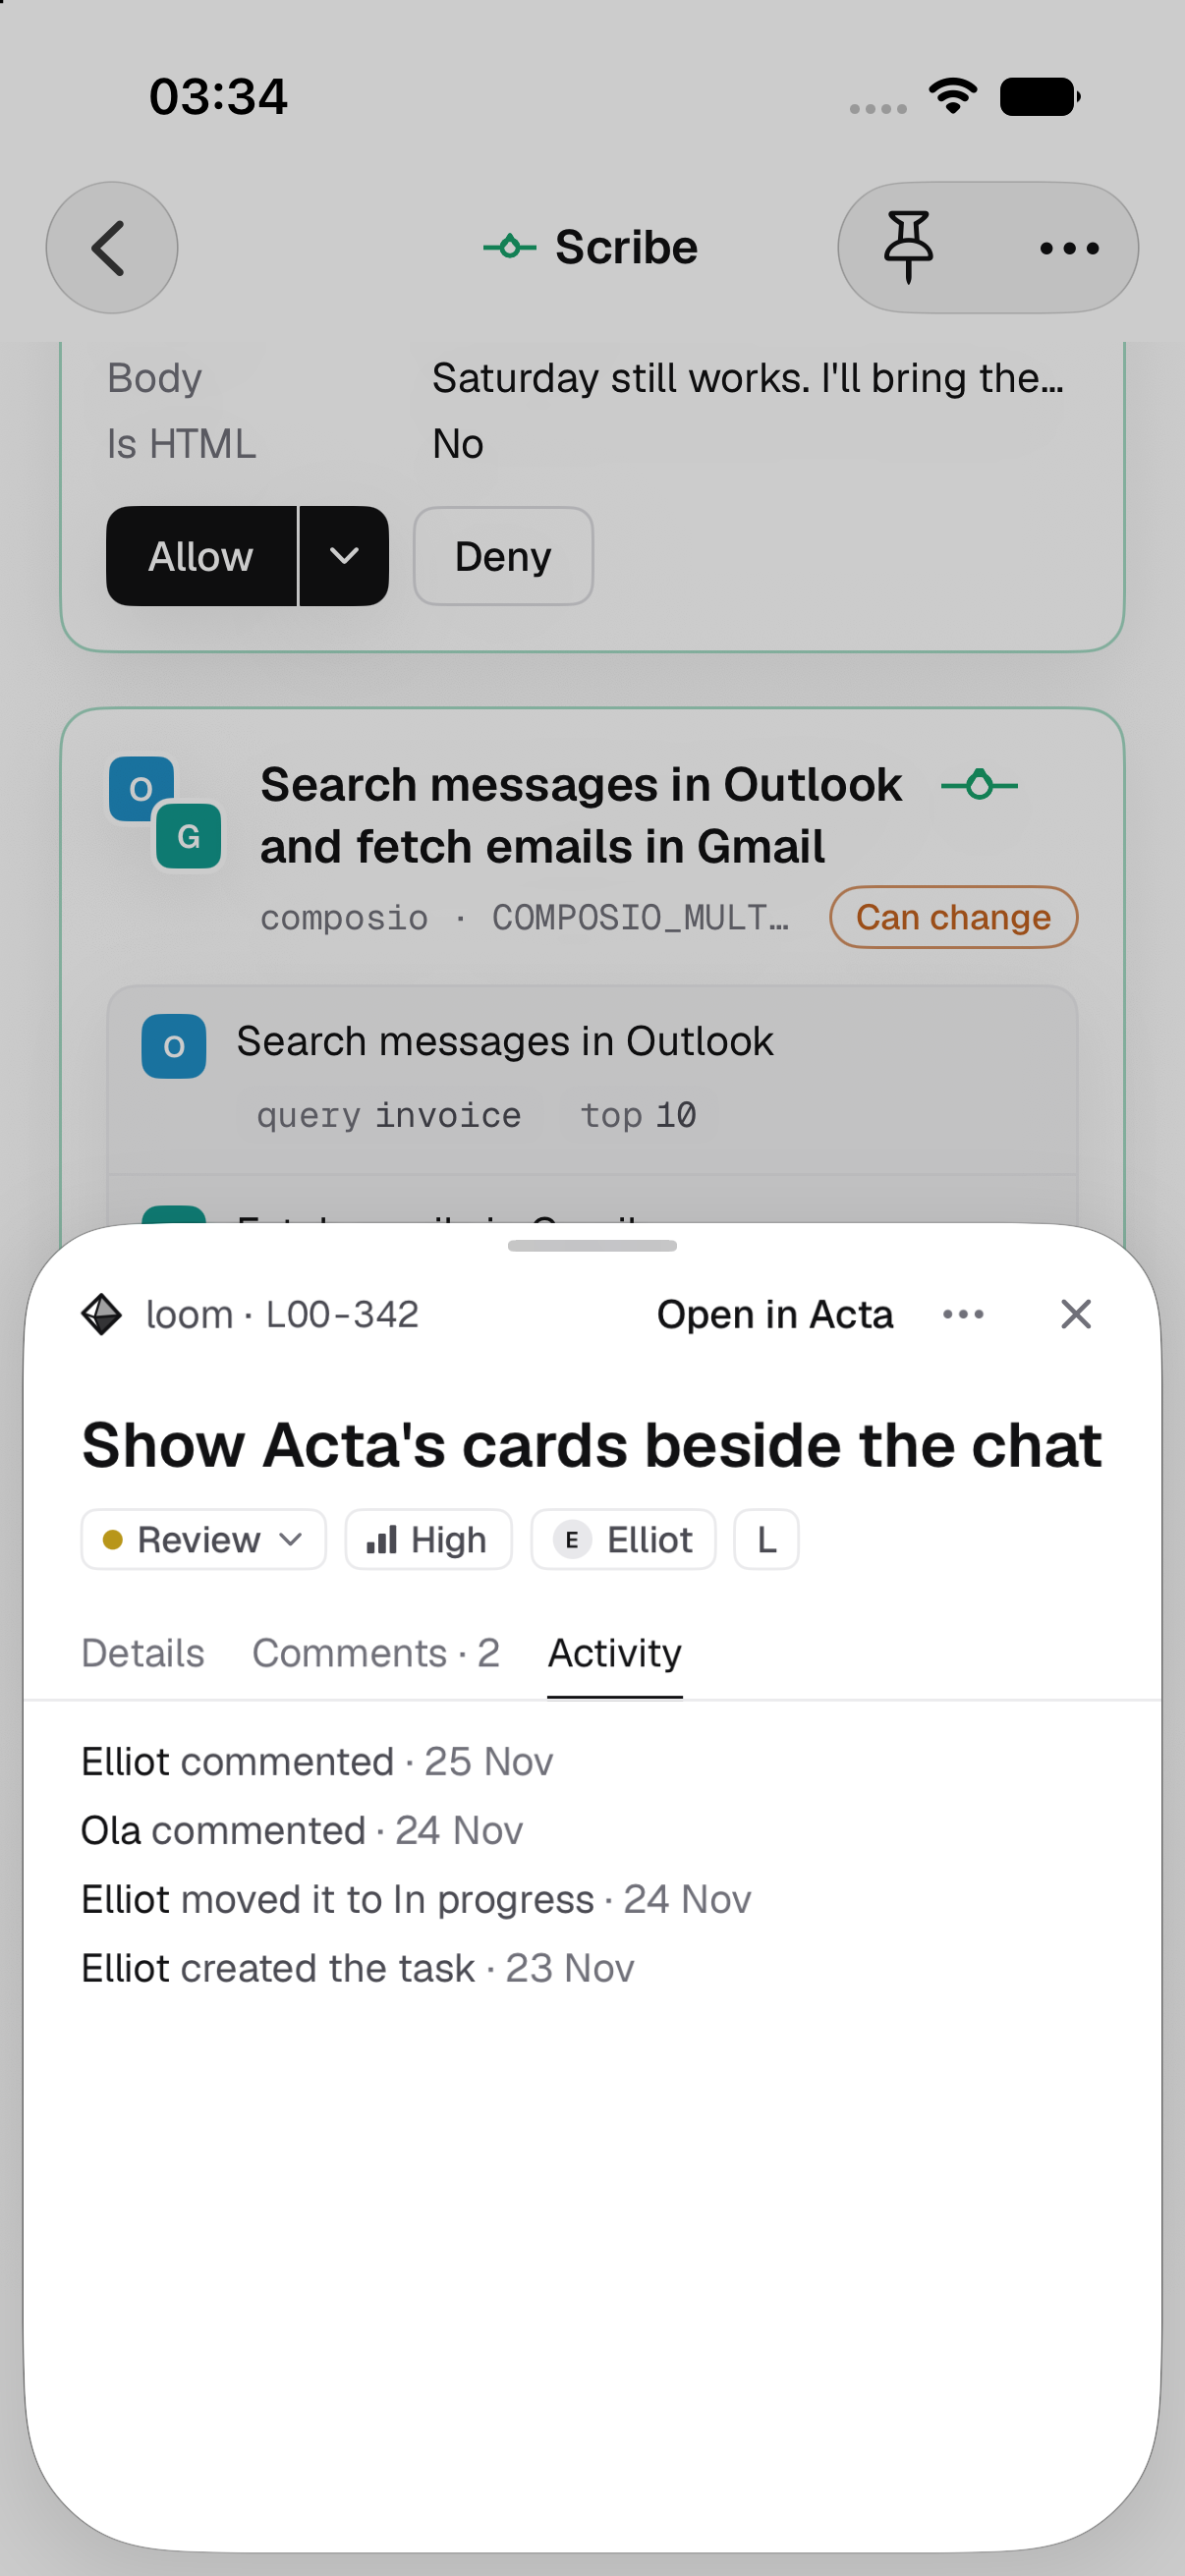 03:34
Scribe
Body Saturday still works. I'll bring the…
Is HTML No
Allow Deny
O
G
Search messages in Outlook
and fetch emails in Gmail
composio · COMPOSIO_MULT… Can change
O Search messages in Outlook
query invoice top 10
loom · LOO-342 Open in Acta
Show Acta's cards beside the chat
Review High E Elliot L
Details Comments · 2 Activity
Elliot commented · 25 Nov
Ola commented · 24 Nov
Elliot moved it to In progress · 24 Nov
Elliot created the task · 23 Nov